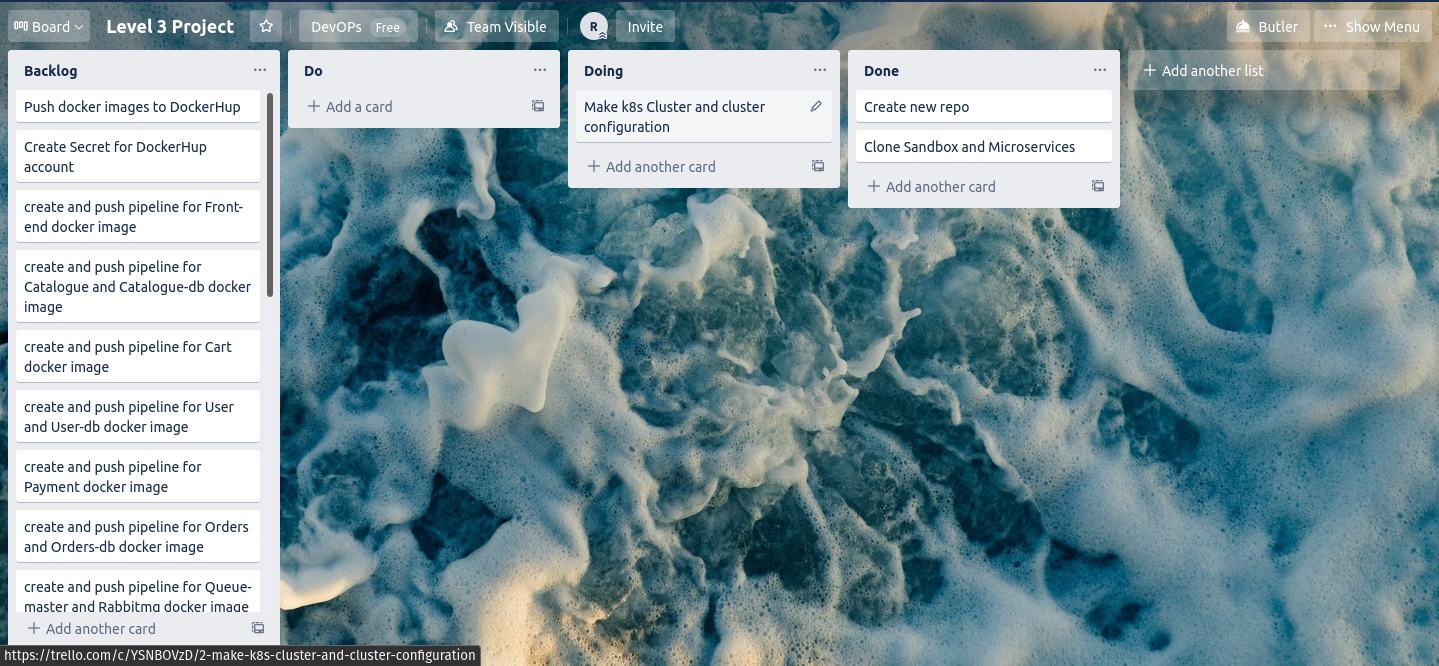 Board
Level 3 Project
DevOPs
Free
Team Visible
R
Invite
Butler
Show Menu
Backlog
Push docker images to DockerHup
Create Secret for DockerHup
account
create and push pipeline for Front-
end docker image
create and push pipeline for
Catalogue and Catalogue-db docker
image
create and push pipeline for Cart
docker image
create and push pipeline for User
and User-db docker image
create and push pipeline for
Payment docker image
create and push pipeline for Orders
and Orders-db docker image
create and push pipeline for Queue-
master and Rabbitmq docker image
Add another card
Do
Add a card
Doing
Make k8s Cluster and cluster
configuration
Add another card
Done
Create new repo
Clone Sandbox and Microservices
Add another card
Add another list
https://trello.com/c/YSNBOVzD/2-make-k8s-cluster-and-cluster-configuration